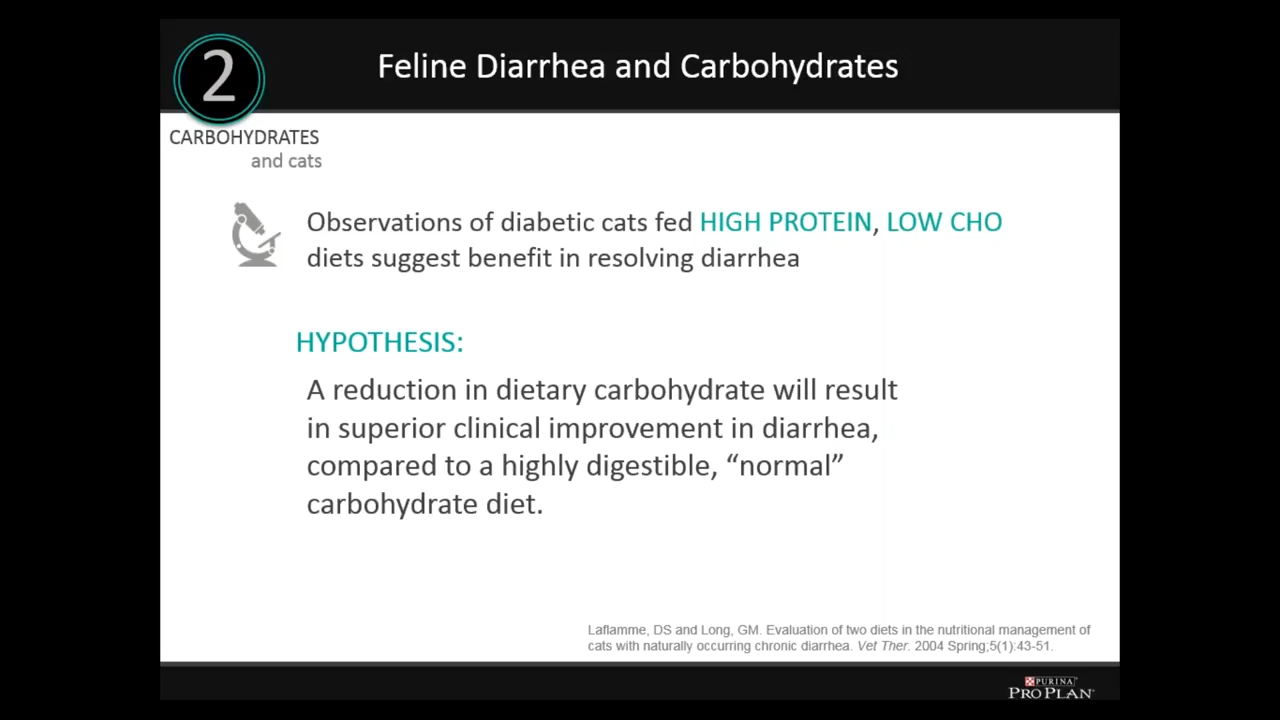 2
Feline Diarrhea and Carbohydrates
CARBOHYDRATES
and cats
Observations of diabetic cats fed HIGH PROTEIN, LOW CHO
diets suggest benefit in resolving diarrhea
HYPOTHESIS:
A reduction in dietary carbohydrate will result
in superior clinical improvement in diarrhea,
compared to a highly digestible, “normal”
carbohydrate diet.
Laflamme, DS and Long, GM. Evaluation of two diets in the nutritional management of
cats with naturally occurring chronic diarrhea. Vet Ther. 2004 Spring;5(1):43-51.
PURINA
PRO PLAN